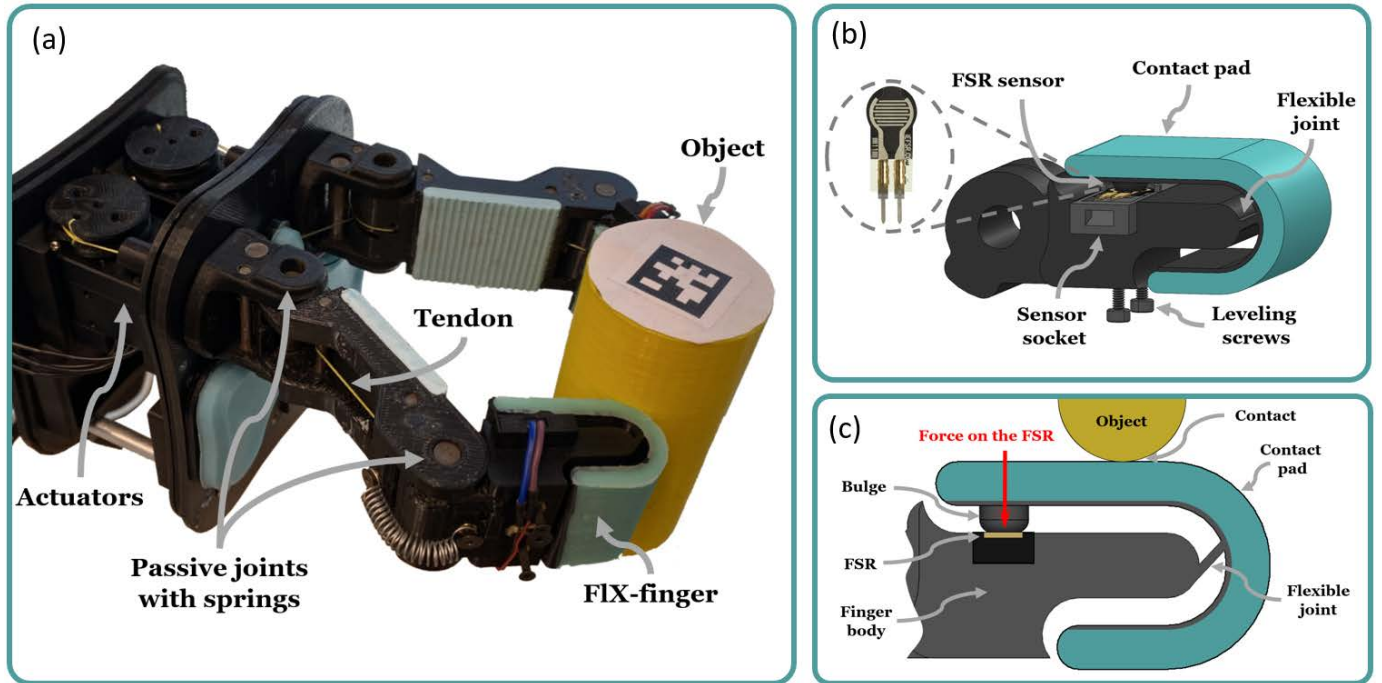 (a)
Object
Tendon
Actuators
Passive joints
with springs
FlX-finger
(b)
FSR sensor
Contact pad
Flexible
joint
Sensor
socket
Leveling
screws
(c)
Object
Contact
Force on the FSR
Contact
pad
Bulge
FSR
Finger
body
Flexible
joint